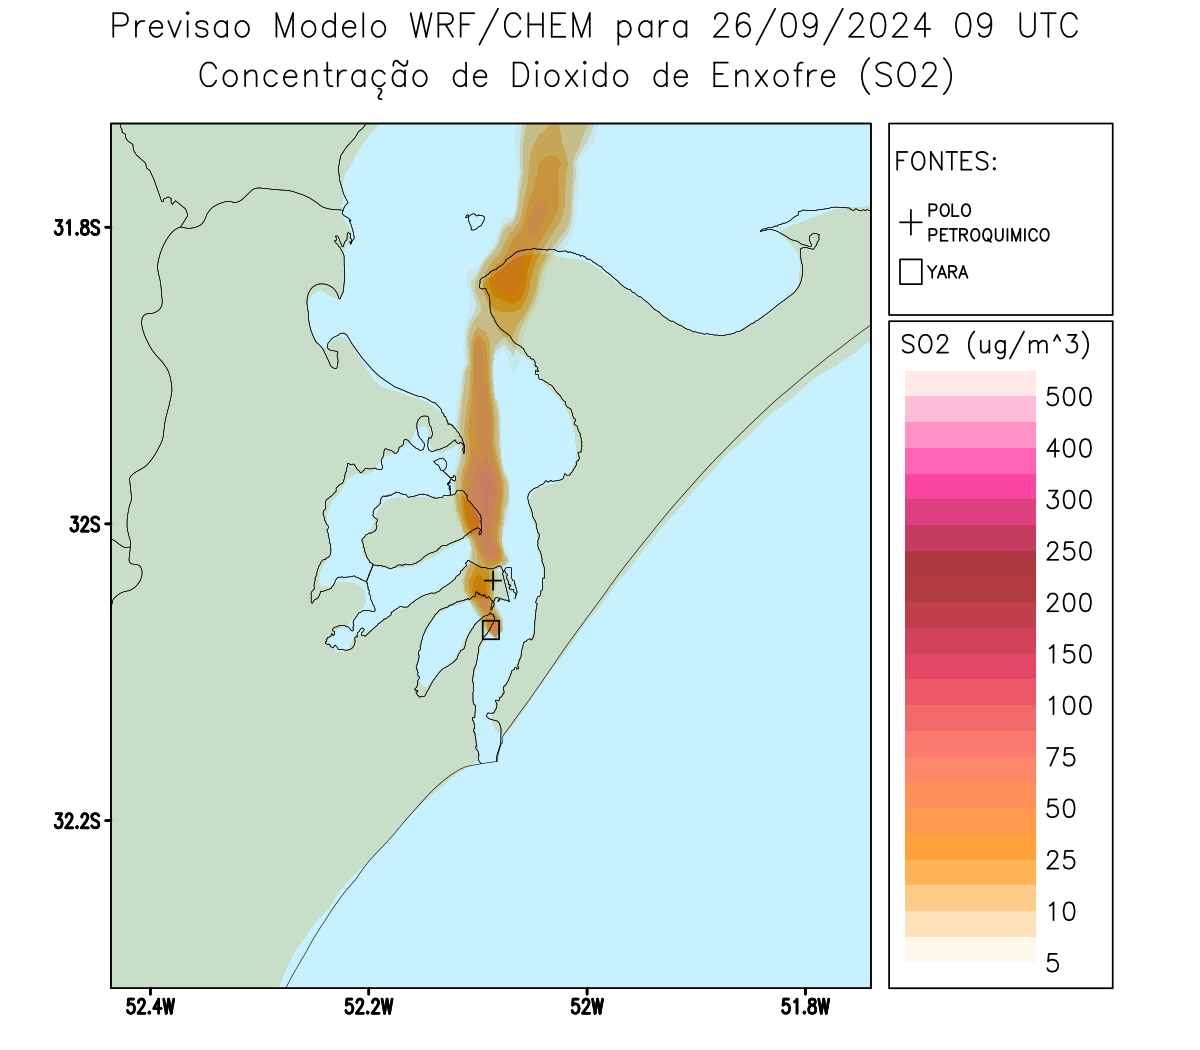 Previsao Modelo WRF/CHEM para 26/09/2024 09 UTC
Concentração de Dioxido de Enxofre (SO2)
FONTES:
POLO
PETROQUIMICO
YARA
31.8S
32S
32.2S
52.4W
52.2W
52W
51.8W
SO2 (ug/m^3)
500
400
300
250
200
150
100
75
50
25
10
5